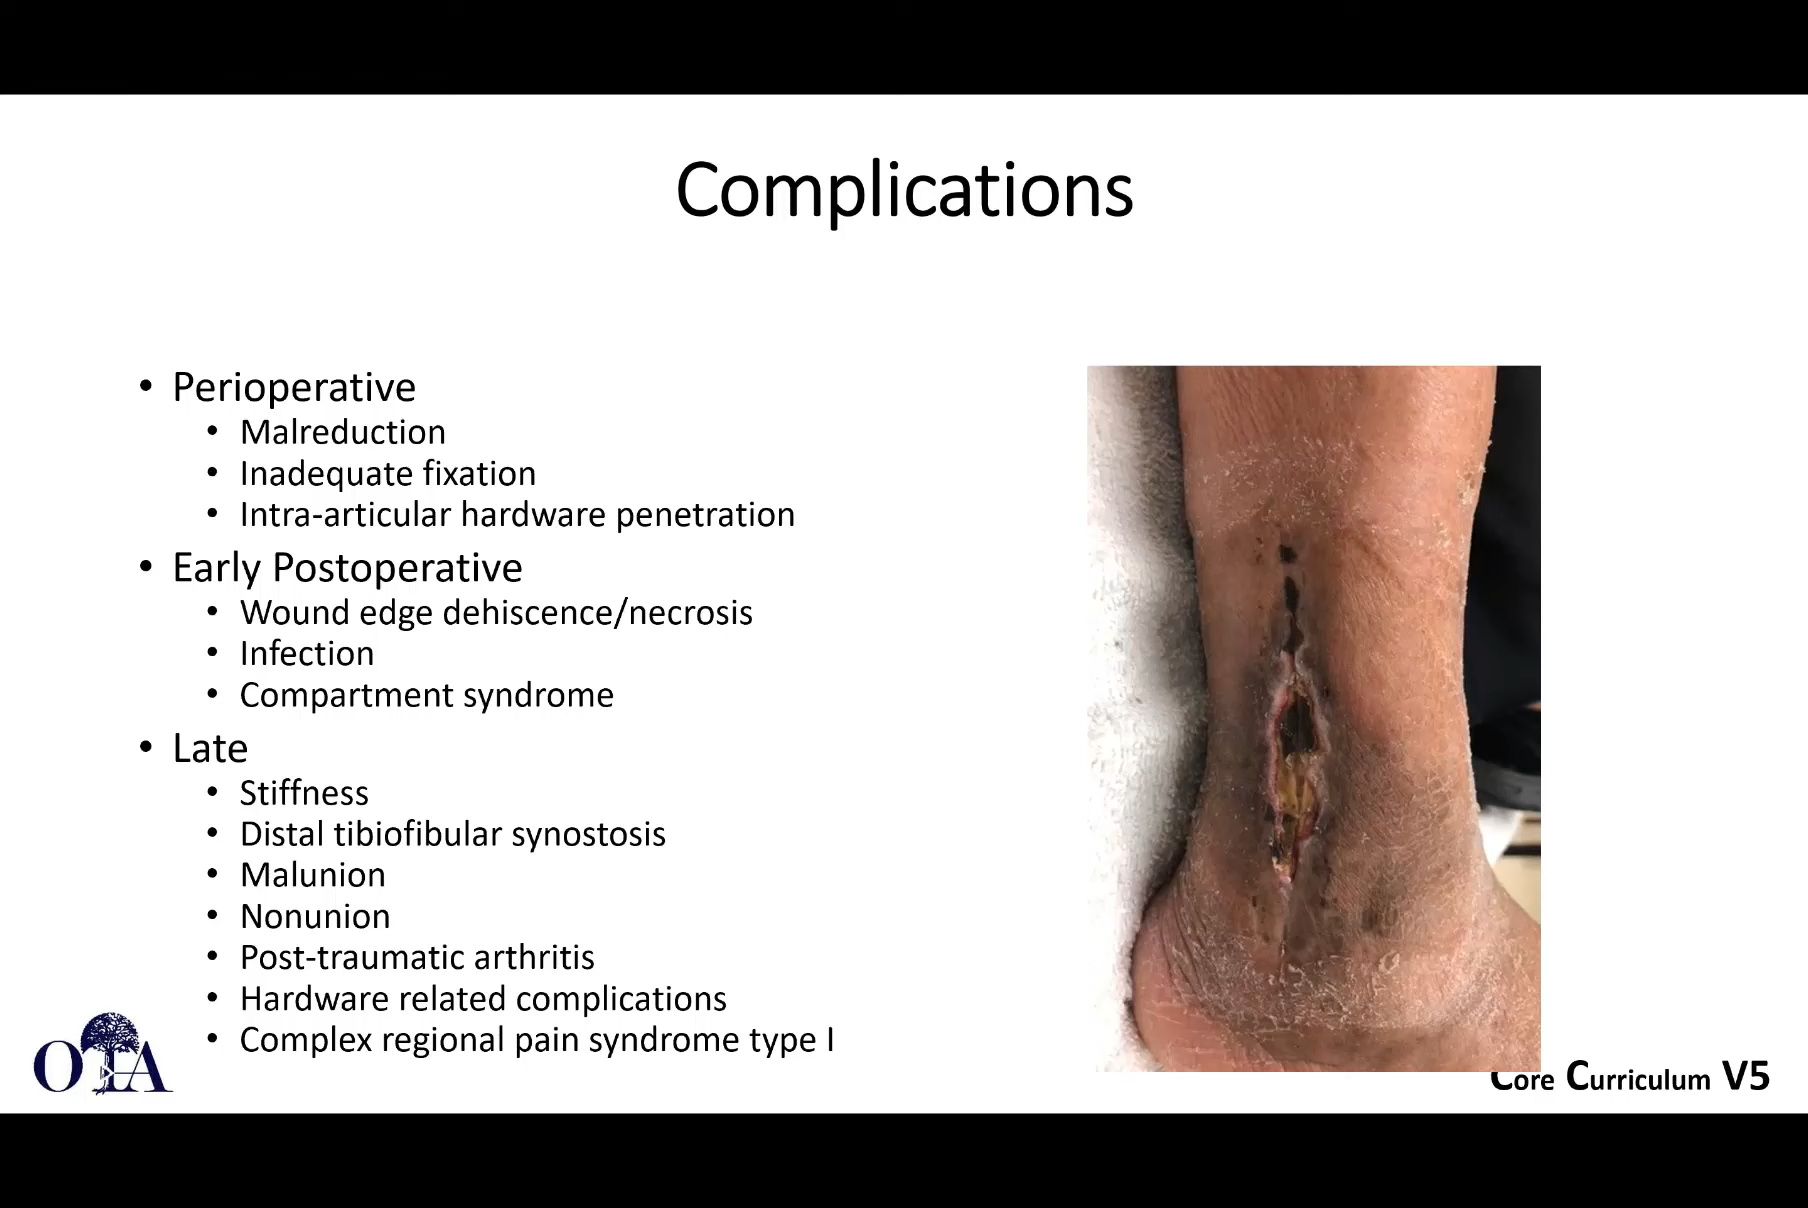 Complications
• Perioperative
• Malreduction
• Inadequate fixation
• Intra-articular hardware penetration
• Early Postoperative
• Wound edge dehiscence/necrosis
• Infection
• Compartment syndrome
• Late
• Stiffness
• Distal tibiofibular synostosis
• Malunion
• Nonunion
• Post-traumatic arthritis
• Hardware related complications
• Complex regional pain syndrome type I
OTA
Core Curriculum V5